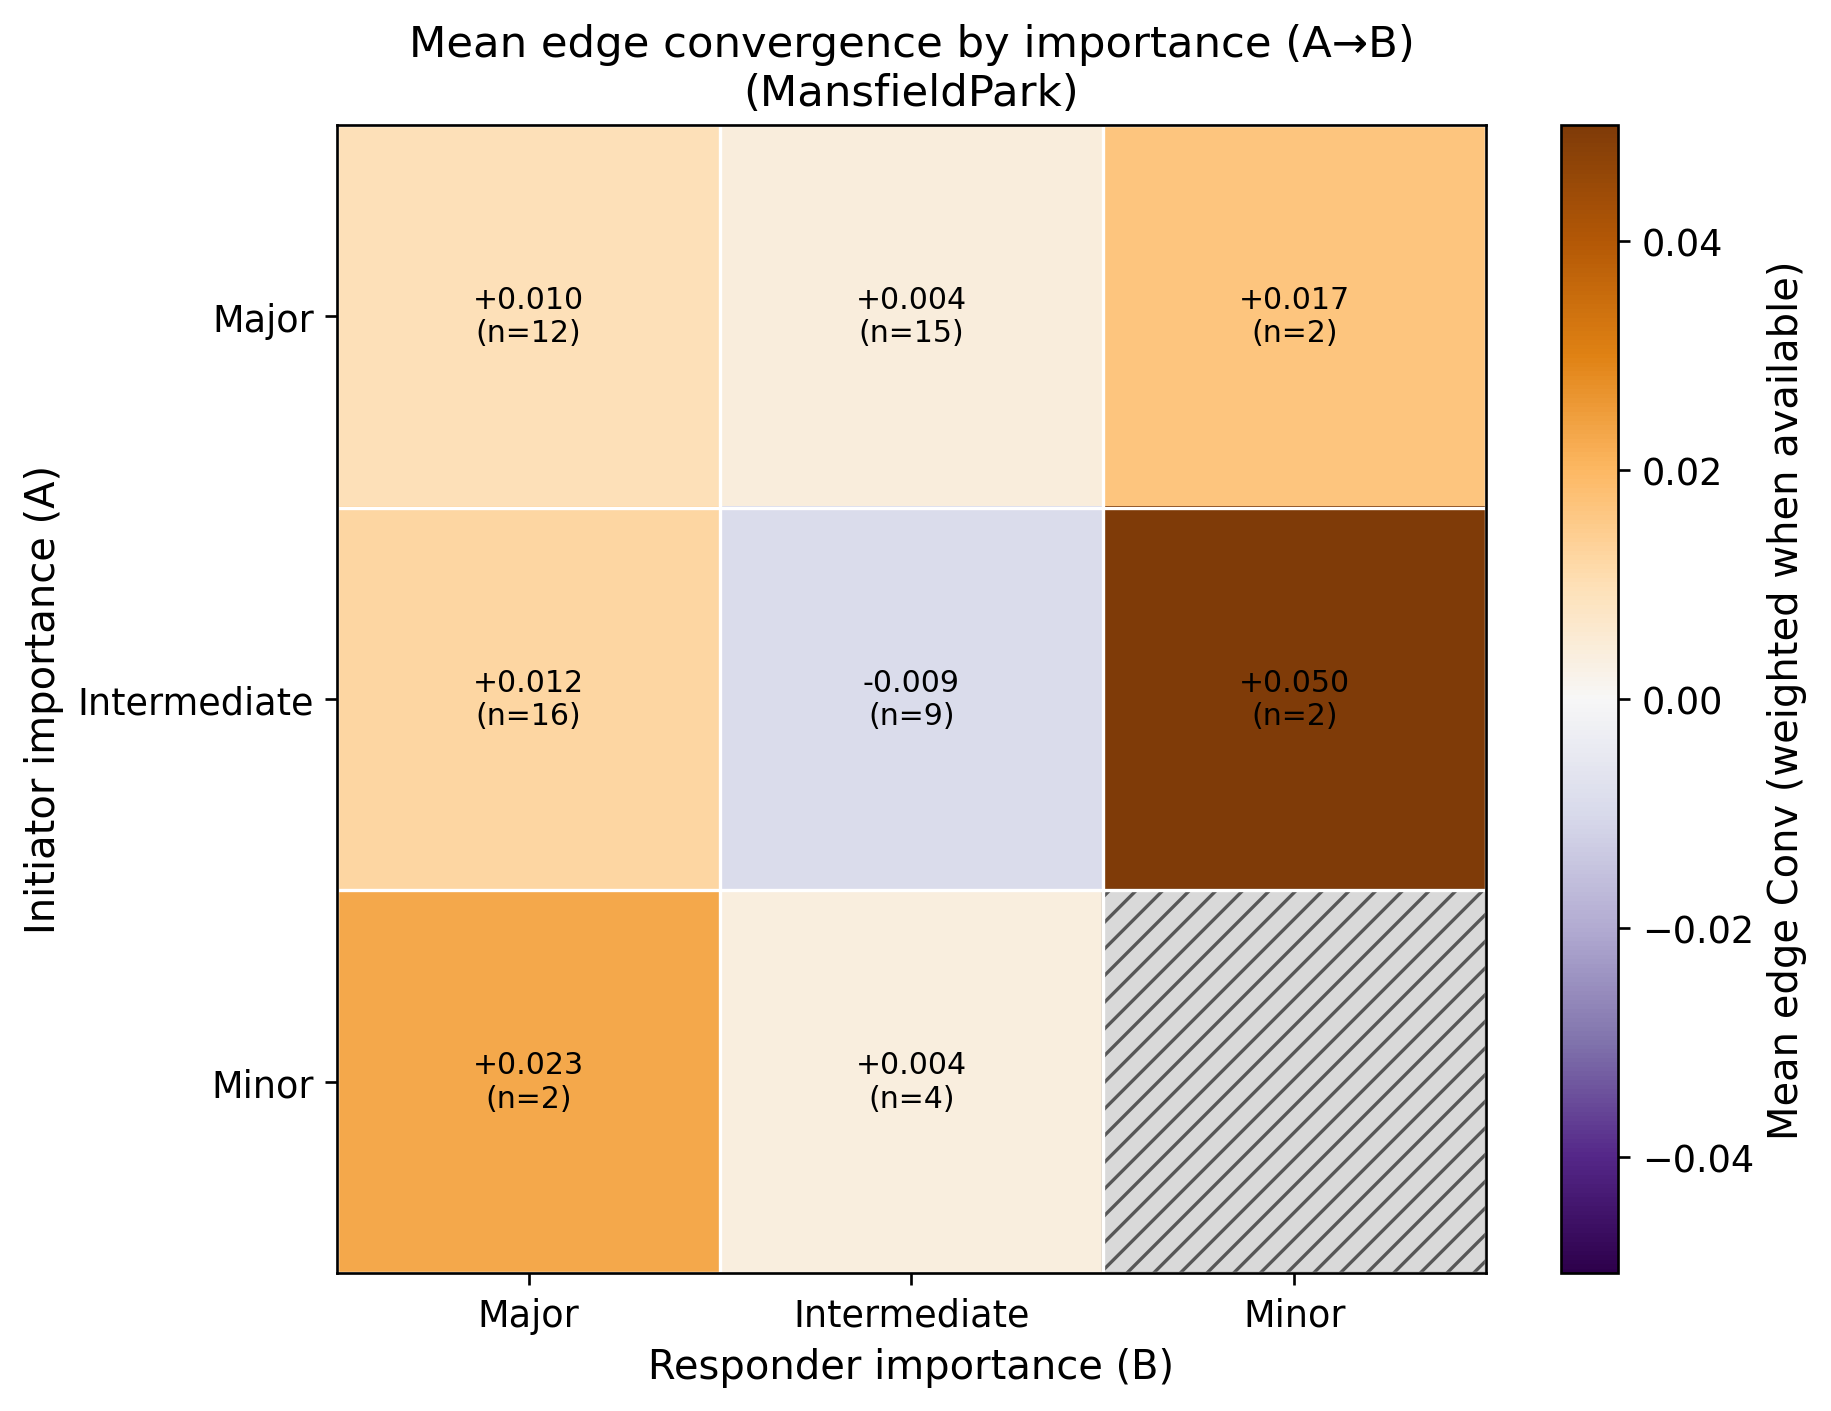 Mean edge convergence by importance (A→B)
(MansfieldPark)
Initiator importance (A)
Major
Intermediate
Minor
+0.010
(n=12)
+0.004
(n=15)
+0.017
(n=2)
+0.012
(n=16)
-0.009
(n=9)
+0.050
(n=2)
+0.023
(n=2)
+0.004
(n=4)
Major
Intermediate
Minor
Responder importance (B)
0.04
0.02
0.00
−0.02
−0.04
Mean edge Conv (weighted when available)